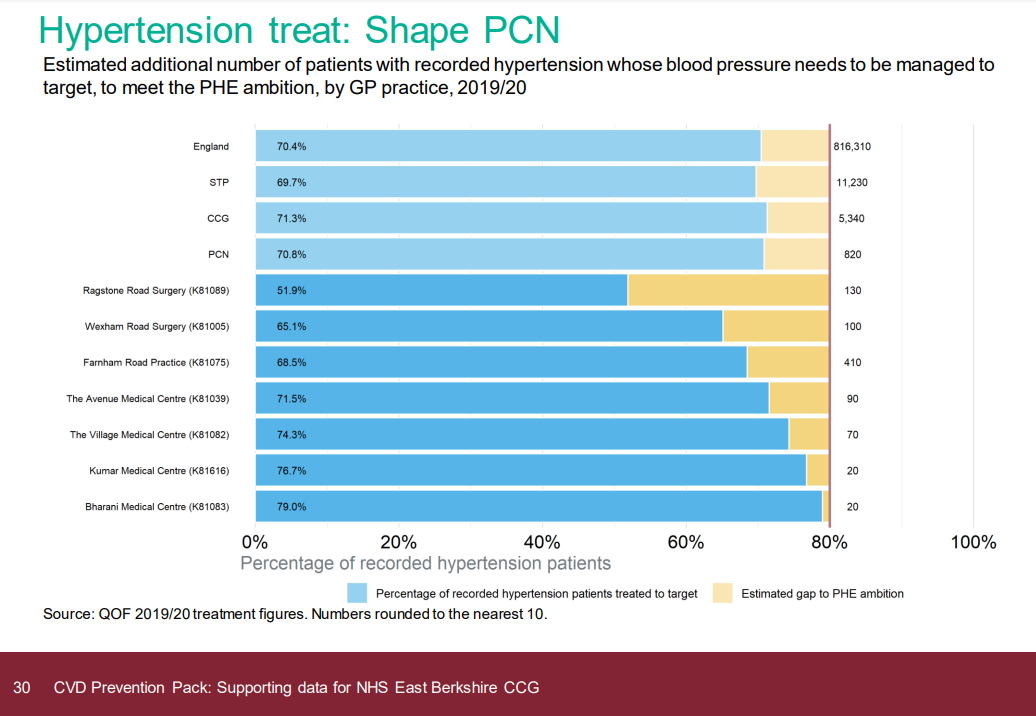 Hypertension treat: Shape PCN
Estimated additional number of patients with recorded hypertension whose blood pressure needs to be managed to
target, to meet the PHE ambition, by GP practice, 2019/20
England 70.4% 816,310
STP 69.7% 11,230
CCG 71.3% 5,340
PCN 70.8% 820
Ragstone Road Surgery (K81089) 51.9% 130
Wexham Road Surgery (K81005) 65.1% 100
Farnham Road Practice (K81075) 68.5% 410
The Avenue Medical Centre (K81039) 71.5% 90
The Village Medical Centre (K81082) 74.3% 70
Kumar Medical Centre (K81616) 76.7% 20
Bharani Medical Centre (K81083) 79.0% 20
0% 20% 40% 60% 80% 100%
Percentage of recorded hypertension patients
Percentage of recorded hypertension patients treated to target Estimated gap to PHE ambition
Source: QOF 2019/20 treatment figures. Numbers rounded to the nearest 10.
30 CVD Prevention Pack: Supporting data for NHS East Berkshire CCG